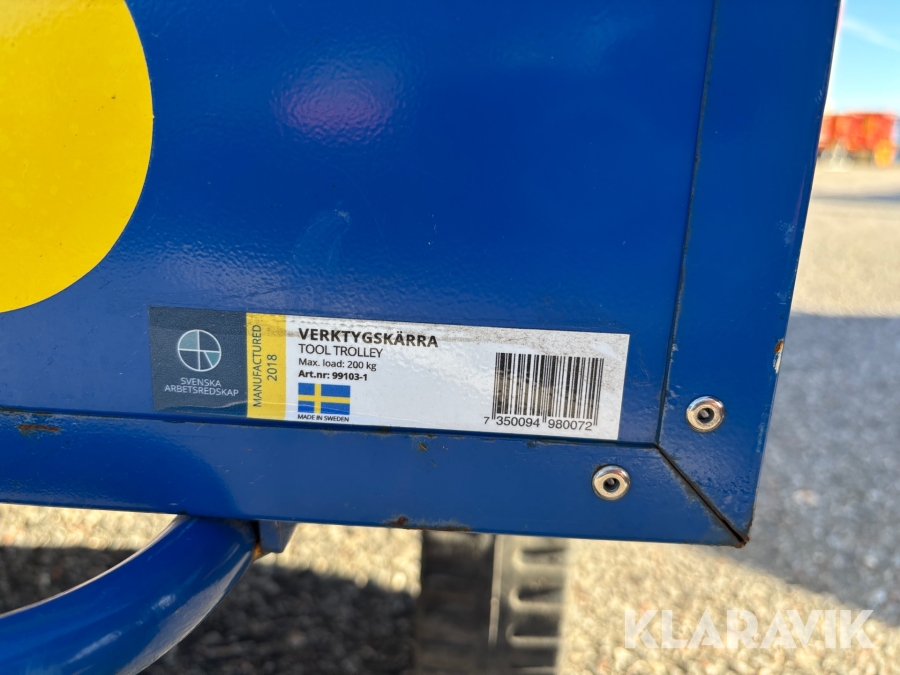 SVENSKA
ARBETSREDSKAP
MANUFACTURED
2018
VERKTYGSKÄRRA
TOOL TROLLEY
Max. load: 200 kg
Art.nr: 99103-1
MADE IN SWEDEN
7 350094 980072
KLARAVIK